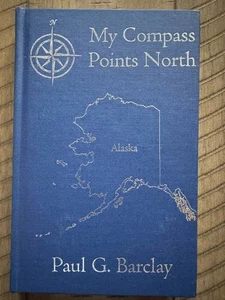 N
My Compass
Points North
Alaska
Paul G. Barclay